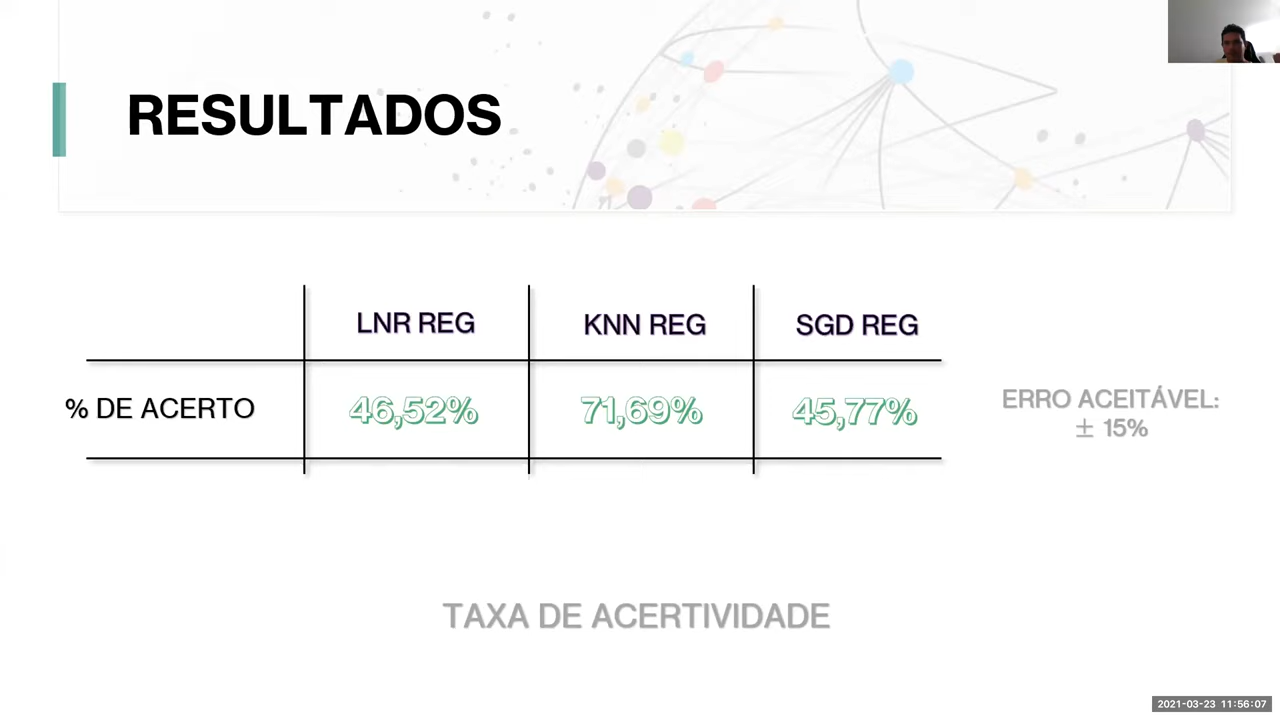 RESULTADOS
LNR REG KNN REG SGD REG
% DE ACERTO 46,52% 71,69% 45,77%
ERRO ACEITÁVEL:
± 15%
TAXA DE ACERTIVIDADE
2021-03-23 11:56:07